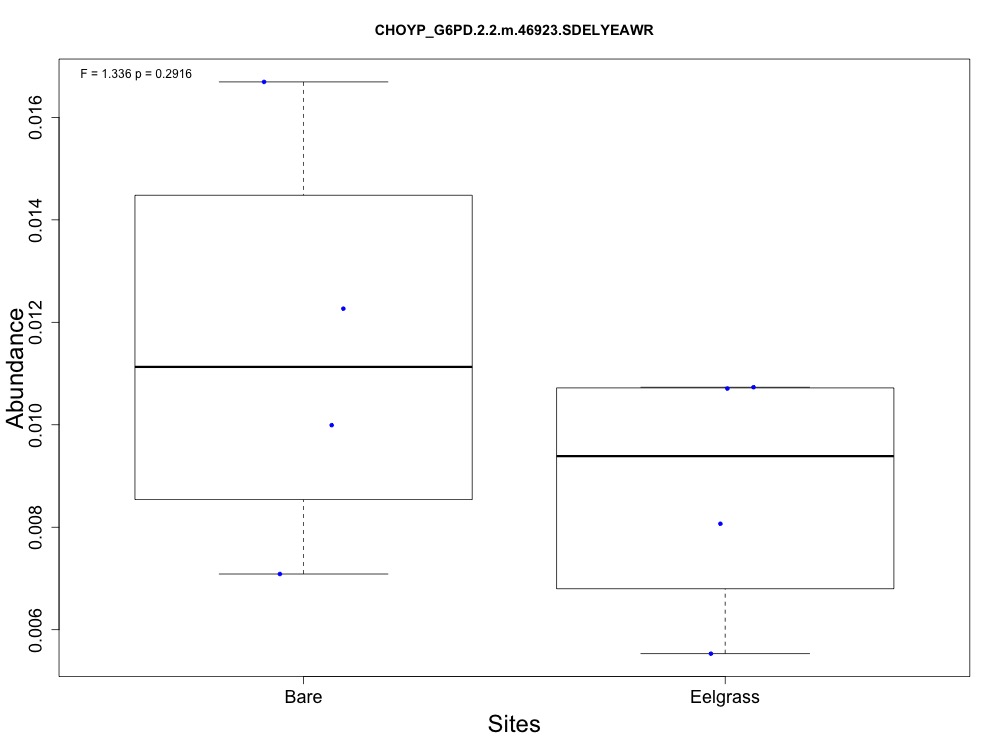 CHOYP_G6PD.2.2.m.46923.SDELYEAWR
F = 1.336 p = 0.2916
Abundance
0.016
0.014
0.012
0.010
0.008
0.006
Bare
Eelgrass
Sites